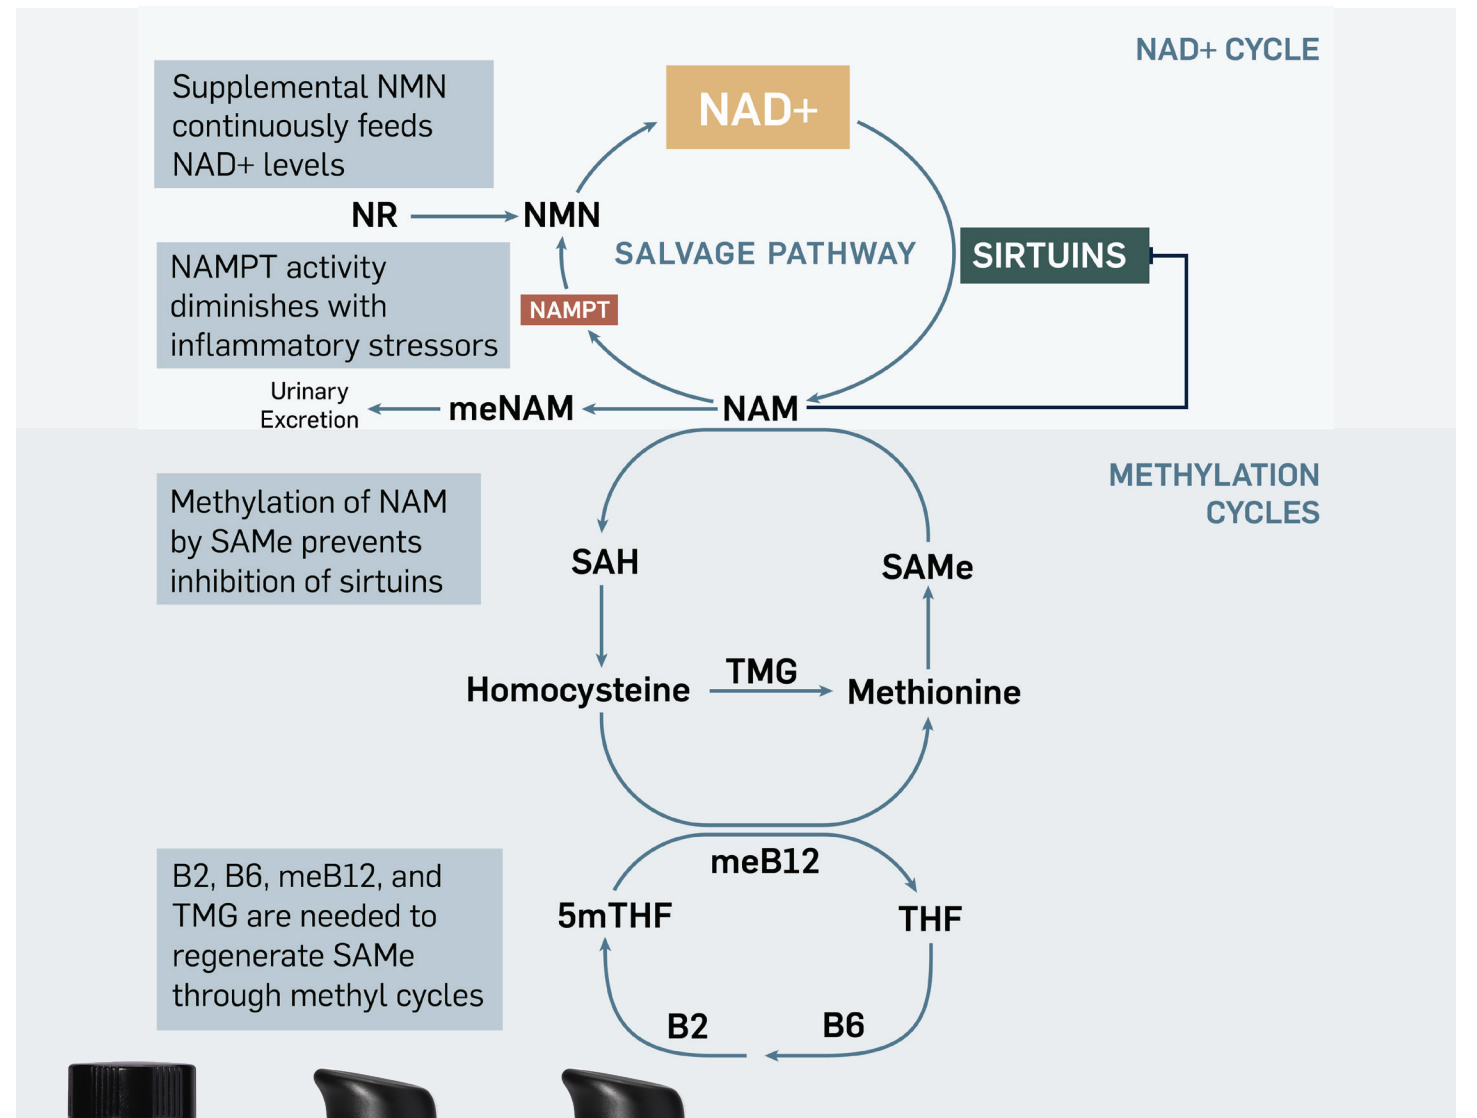 NAD+ CYCLE
Supplemental NMN
continuously feeds
NAD+ levels
NAD+
NR
NMN
SALVAGE PATHWAY
SIRTUINS
NAMPT activity
diminishes with
inflammatory stressors
NAMPT
Urinary
Excretion
meNAM
NAM
METHYLATION
CYCLES
Methylation of NAM
by SAMe prevents
inhibition of sirtuins
SAH
SAMe
Homocysteine
TMG
Methionine
B2, B6, meB12, and
TMG are needed to
regenerate SAMe
through methyl cycles
meB12
5mTHF
THF
B2
B6